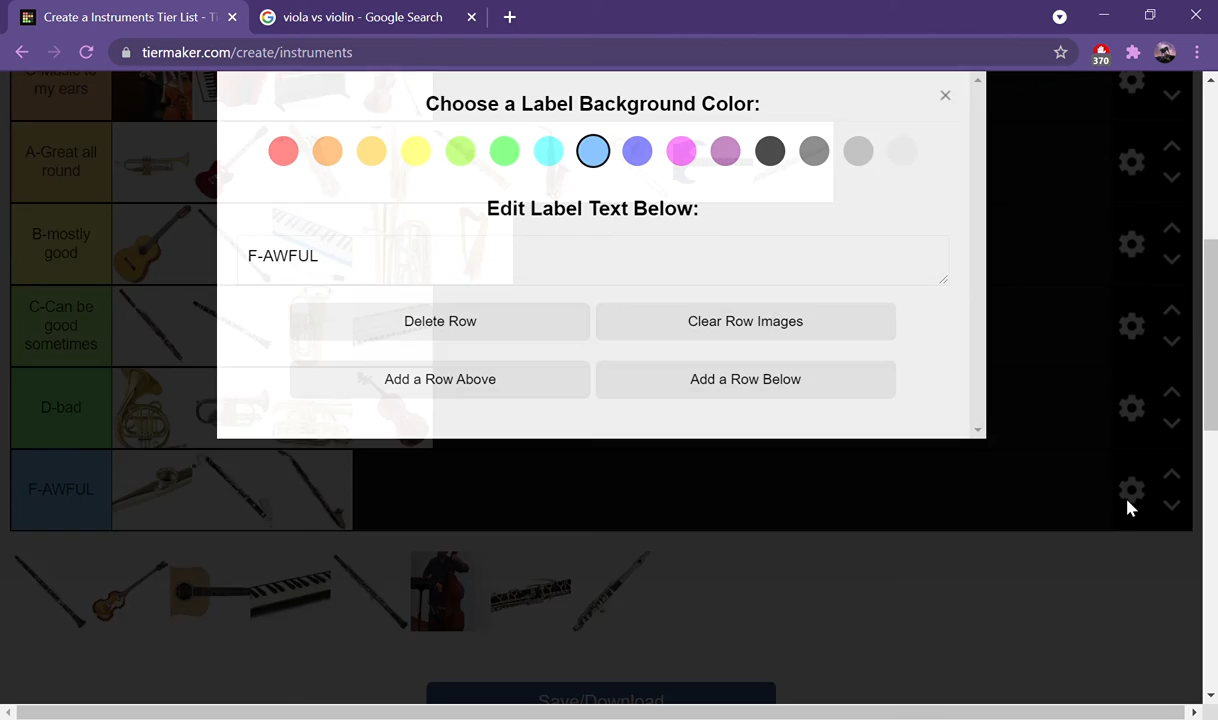 Create a Instruments Tier List - Ti
viola vs violin - Google Search
tiermaker.com/create/instruments
370
my ears
Choose a Label Background Color:
A-Great all
round
Edit Label Text Below:
B-mostly
good
F-AWFUL
C-Can be
good
sometimes
Delete Row
Clear Row Images
Add a Row Above
Add a Row Below
D-bad
F-AWFUL
Save/Download